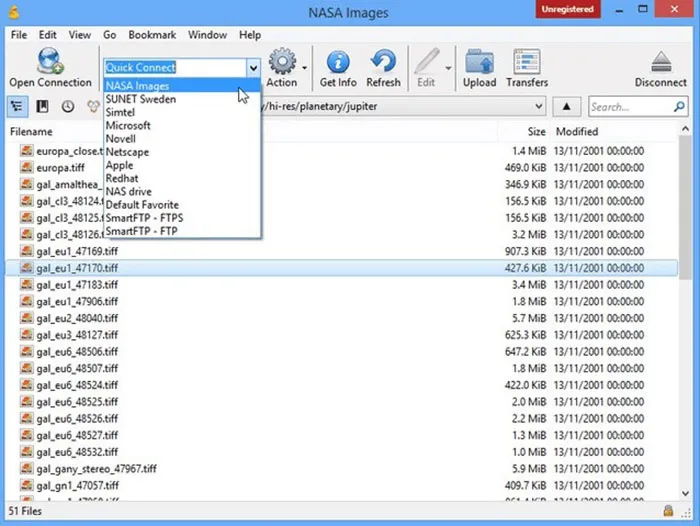 NASA Images
Unregistered
File Edit View Go Bookmark Window Help
Open Connection
Quick Connect
Action
Get Info
Refresh
Edit
Upload
Transfers
Disconnect
NASA Images
SUNET Sweden
Simtel
Microsoft
Novell
Netscape
Apple
Redhat
NAS drive
Default Favorite
SmartFTP - FTPS
SmartFTP - FTP
/hi-res/planetary/jupiter
Search...
Filename Size Modified
europa_close.t 1.4 MiB 13/11/2001 00:00:00
europa.tiff 469.0 KiB 13/11/2001 00:00:00
gal_amalthea_ 346.9 KiB 13/11/2001 00:00:00
gal_cl3_48124. 156.5 KiB 13/11/2001 00:00:00
gal_cl3_48125. 156.5 KiB 13/11/2001 00:00:00
gal_cl3_48126.t 3.2 MiB 13/11/2001 00:00:00
gal_eu1_47169.tiff 907.3 KiB 13/11/2001 00:00:00
gal_eu1_47170.tiff 427.6 KiB 13/11/2001 00:00:00
gal_eu1_47183.tiff 3.4 MiB 13/11/2001 00:00:00
gal_eu1_47906.tiff 1.8 MiB 13/11/2001 00:00:00
gal_eu2_48040.tiff 5.7 MiB 13/11/2001 00:00:00
gal_eu3_48127.tiff 625.3 KiB 13/11/2001 00:00:00
gal_eu6_48506.tiff 647.2 KiB 13/11/2001 00:00:00
gal_eu6_48507.tiff 1.8 MiB 13/11/2001 00:00:00
gal_eu6_48524.tiff 422.0 KiB 13/11/2001 00:00:00
gal_eu6_48525.tiff 2.0 MiB 13/11/2001 00:00:00
gal_eu6_48526.tiff 2.2 MiB 13/11/2001 00:00:00
gal_eu6_48527.tiff 1.3 MiB 13/11/2001 00:00:00
gal_eu6_48532.tiff 1.0 MiB 13/11/2001 00:00:00
gal_gany_stereo_47967.tiff 5.9 MiB 13/11/2001 00:00:00
gal_gn1_47057.tiff 409.7 KiB 13/11/2001 00:00:00
51 Files